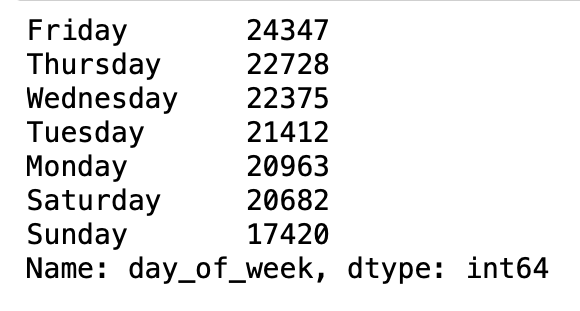 Friday       24347
Thursday     22728
Wednesday    22375
Tuesday      21412
Monday       20963
Saturday     20682
Sunday       17420
Name: day_of_week, dtype: int64